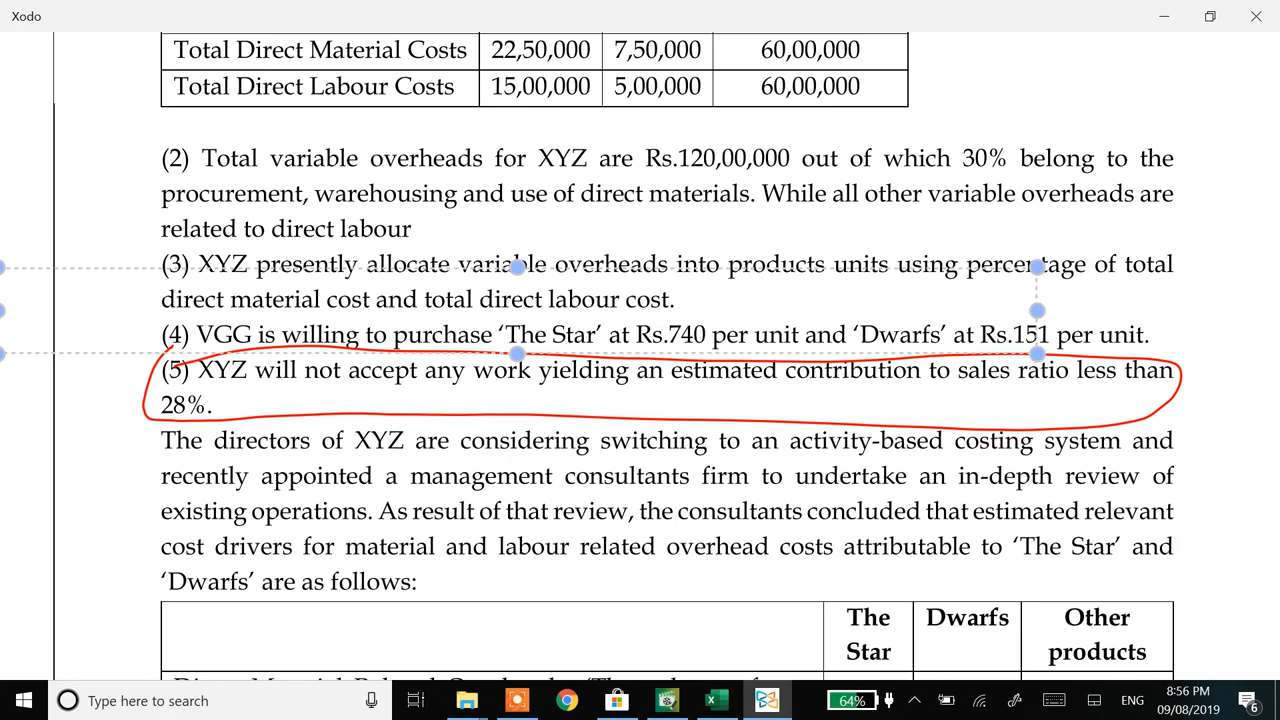 Xodo
Total Direct Material Costs 22,50,000 7,50,000 60,00,000
Total Direct Labour Costs 15,00,000 5,00,000 60,00,000
(2) Total variable overheads for XYZ are Rs.120,00,000 out of which 30% belong to the
procurement, warehousing and use of direct materials. While all other variable overheads are
related to direct labour
(3) XYZ presently allocate variable overheads into products units using percentage of total
direct material cost and total direct labour cost.
(4) VGG is willing to purchase ‘The Star’ at Rs.740 per unit and ‘Dwarfs’ at Rs.151 per unit.
(5) XYZ will not accept any work yielding an estimated contribution to sales ratio less than
28%.
The directors of XYZ are considering switching to an activity-based costing system and
recently appointed a management consultants firm to undertake an in-depth review of
existing operations. As result of that review, the consultants concluded that estimated relevant
cost drivers for material and labour related overhead costs attributable to ‘The Star’ and
‘Dwarfs’ are as follows:
The Dwarfs Other
Star products
Type here to search
64%
ENG
8:56 PM
09/08/2019
6